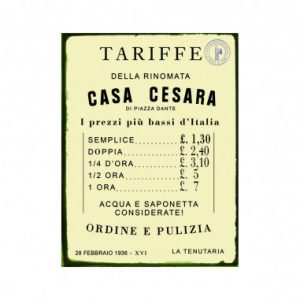 TARIFFE
DELLA RINOMATA
CASA CESARA
DI PIAZZA DANTE
I prezzi più bassi d'Italia
SEMPLICE £. 1,30
DOPPIA £. 2,40
1/4 D'ORA £. 3,10
1/2 ORA £. 5
1 ORA £. 7
ACQUA E SAPONETTA
CONSIDERATE!
ORDINE E PULIZIA
28 FEBBRAIO 1936 - XVI LA TENUTARIA